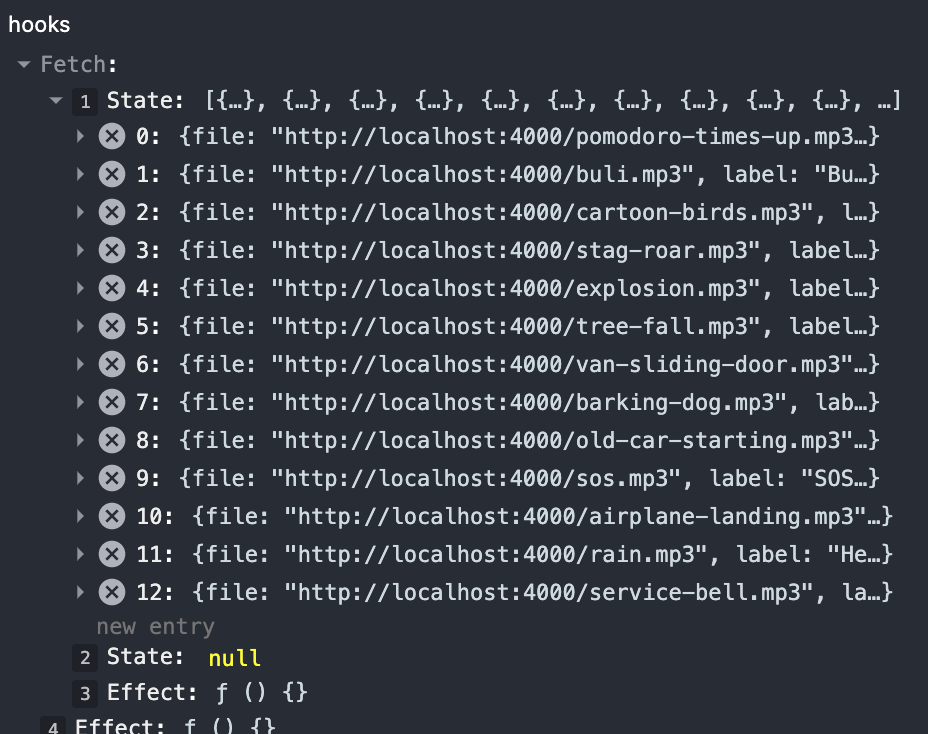 hooks
Fetch:
1 State: [{…}, {…}, {…}, {…}, {…}, {…}, {…}, {…}, {…}, {…}, …]
0: {file: "http://localhost:4000/pomodoro-times-up.mp3…}
1: {file: "http://localhost:4000/buli.mp3", label: "Bu…}
2: {file: "http://localhost:4000/cartoon-birds.mp3", l…}
3: {file: "http://localhost:4000/stag-roar.mp3", label…}
4: {file: "http://localhost:4000/explosion.mp3", label…}
5: {file: "http://localhost:4000/tree-fall.mp3", label…}
6: {file: "http://localhost:4000/van-sliding-door.mp3"…}
7: {file: "http://localhost:4000/barking-dog.mp3", lab…}
8: {file: "http://localhost:4000/old-car-starting.mp3"…}
9: {file: "http://localhost:4000/sos.mp3", label: "SOS…}
10: {file: "http://localhost:4000/airplane-landing.mp3"…}
11: {file: "http://localhost:4000/rain.mp3", label: "He…}
12: {file: "http://localhost:4000/service-bell.mp3", la…}
new entry
2 State: null
3 Effect: ƒ () {}
4 Effect: ƒ () {}